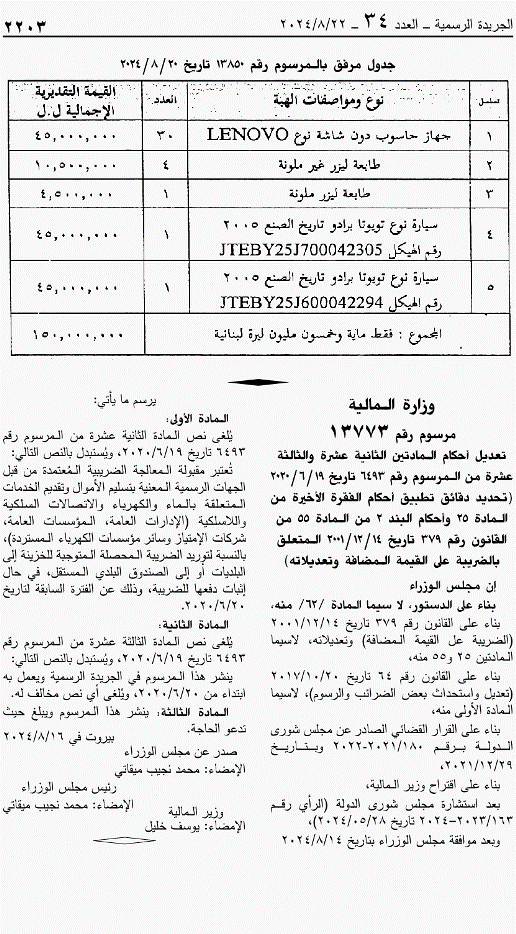 الجريدة الرسمية ــ العدد ٣٤ ــ ٢٠٢٤/٨/٢٢
٢٢٠٣
جدول مرفق بالمرسوم رقم ١٣٨٥٠ تاريخ ٢٠ / ٨ / ٢٠٢٤
مسلسل نوع ومواصفات الهبة العدد القيمة التقديرية الإجمالية ل.ل
١ جهاز حاسوب دون شاشة نوع LENOVO ٣٠ ٤٥,٠٠٠,٠٠٠
٢ طابعة ليزر غير ملونة ٤ ١٠,٥٠٠,٠٠٠
٣ طابعة ليزر ملونة ١ ٤,٥٠٠,٠٠٠
٤ سيارة نوع تويوتا برادو تاريخ الصنع ٢٠٠٥ ١ ٤٥,٠٠٠,٠٠٠
رقم الهيكل JTEBY25J700042305
٥ سيارة نوع تويوتا برادو تاريخ الصنع ٢٠٠٥ ١ ٤٥,٠٠٠,٠٠٠
رقم الهيكل JTEBY25J600042294
المجموع : فقط ماية وخمسون مليون ليرة لبنانية ١٥٠,٠٠٠,٠٠٠
وزارة المالية
مرسوم رقم ١٣٧٧٣
تعديل أحكام المادتين الثانية عشرة والثالثة
عشرة من المرسوم رقم ٦٤٩٣ تاريخ ٢٠٢٠/٦/١٩
(تحديد دقائق تطبيق أحكام الفقرة الأخيرة من
المادة ٢٥ وأحكام البند ٢ من المادة ٥٥ من
القانون رقم ٣٧٩ تاريخ ٢٠٠١/١٢/١٤ المتعلق
بالضريبة على القيمة المضافة وتعديلاته)
إن مجلس الوزراء
بناء على الدستور، لا سيما المادة /٦٢/ منه،
بناء على القانون رقم ٣٧٩ تاريخ ٢٠٠١/١٢/١٤
(الضريبة عل القيمة المضافة) وتعديلاته، لاسيما
المادتين ٢٥ و٥٥ منه،
بناء على القانون رقم ٦٤ تاريخ ٢٠١٧/١٠/٢٠
(تعديل واستحداث بعض الضرائب والرسوم)، لاسيما
المادة الأولى منه،
بناء على القرار القضائي الصادر عن مجلس شورى
الدولة برقم ٢٠٢١/١٨٠-٢٠٢٢ وبتاريخ
٢٠٢١/١٢/٢٩،
بناء على اقتراح وزير المالية،
بعد استشارة مجلس شورى الدولة (الرأي رقم
٢٠٢٣/١٦٣-٢٠٢٤ تاريخ ٢٠٢٤/٠٥/٢٨)،
وبعد موافقة مجلس الوزراء بتاريخ ٢٠٢٤/٨/١٤
يرسم ما يأتي:
المادة الأولى:
يُلغى نص المادة الثانية عشرة من المرسوم رقم
٦٤٩٣ تاريخ ٢٠٢٠/٦/١٩، ويُستبدل بالنص التالي:
تُعتبر مقبولة المعالجة الضريبية المُعتمدة من قبل
الجهات الرسمية المعنية بتسليم الأموال وتقديم الخدمات
المتعلقة بالماء والكهرباء والاتصالات السلكية
واللاسلكية (الإدارات العامة، المؤسسات العامة،
شركات الإمتياز وسائر مؤسسات الكهرباء المستردة)،
بالنسبة لتوريد الضريبة المحصلة المتوجبة للخزينة إلى
البلديات أو إلى الصندوق البلدي المستقل، في حال
إثبات دفعها للضريبة، وذلك عن الفترة السابقة لتاريخ
٢٠٢٠/٦/٢٠.
المادة الثانية:
يُلغى نص المادة الثالثة عشرة من المرسوم رقم
٦٤٩٣ تاريخ ٢٠٢٠/٦/١٩، ويُستبدل بالنص التالي:
ينشر هذا المرسوم في الجريدة الرسمية ويعمل به
ابتداء من ٢٠٢٠/٦/٢٠، ويُلغى أي نص مخالف له.
المادة الثالثة: ينشر هذا المرسوم ويبلغ حيث
تدعو الحاجة.
بيروت في ٢٠٢٤/٨/١٦
صدر عن مجلس الوزراء
الإمضاء: محمد نجيب ميقاتي
رئيس مجلس الوزراء
الإمضاء: محمد نجيب ميقاتي
وزير المالية
الإمضاء: يوسف خليل